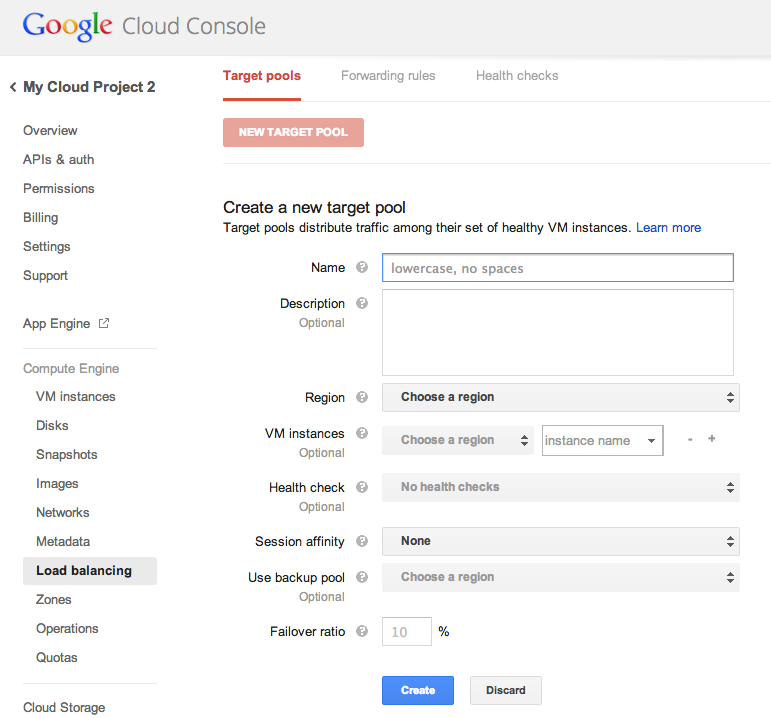 Google Cloud Console
My Cloud Project 2
Overview
APIs & auth
Permissions
Billing
Settings
Support
App Engine
Compute Engine
VM instances
Disks
Snapshots
Images
Networks
Metadata
Load balancing
Zones
Operations
Quotas
Cloud Storage
Target pools Forwarding rules Health checks
NEW TARGET POOL
Create a new target pool
Target pools distribute traffic among their set of healthy VM instances. Learn more
Name ? lowercase, no spaces
Description ?
Optional
Region ? Choose a region
VM instances ? Choose a region instance name - +
Optional
Health check ? No health checks
Optional
Session affinity ? None
Use backup pool ? Choose a region
Optional
Failover ratio ? 10 %
Create Discard